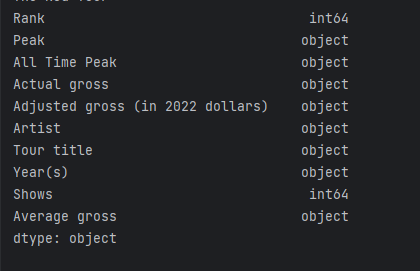 Rank int64
Peak object
All Time Peak object
Actual gross object
Adjusted gross (in 2022 dollars) object
Artist object
Tour title object
Year(s) object
Shows int64
Average gross object
dtype: object